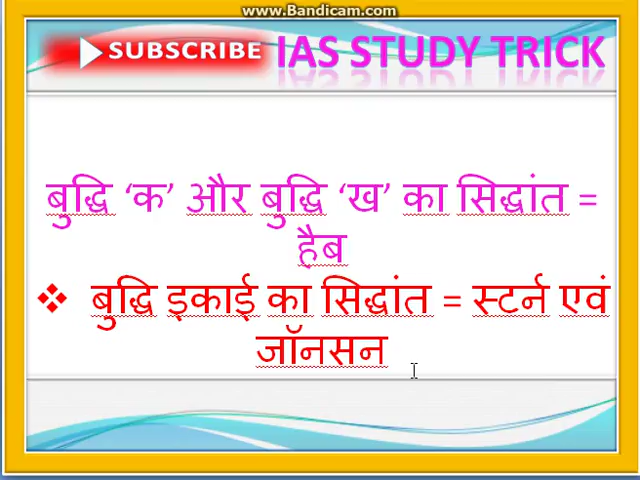 www.Bandicam.com
SUBSCRIBE IAS STUDY TRICK
बुद्धि ‘क’ और बुद्धि ‘ख’ का सिद्धांत =
हैब
❖ बुद्धि इकाई का सिद्धांत = स्टर्न एवं
जॉनसन